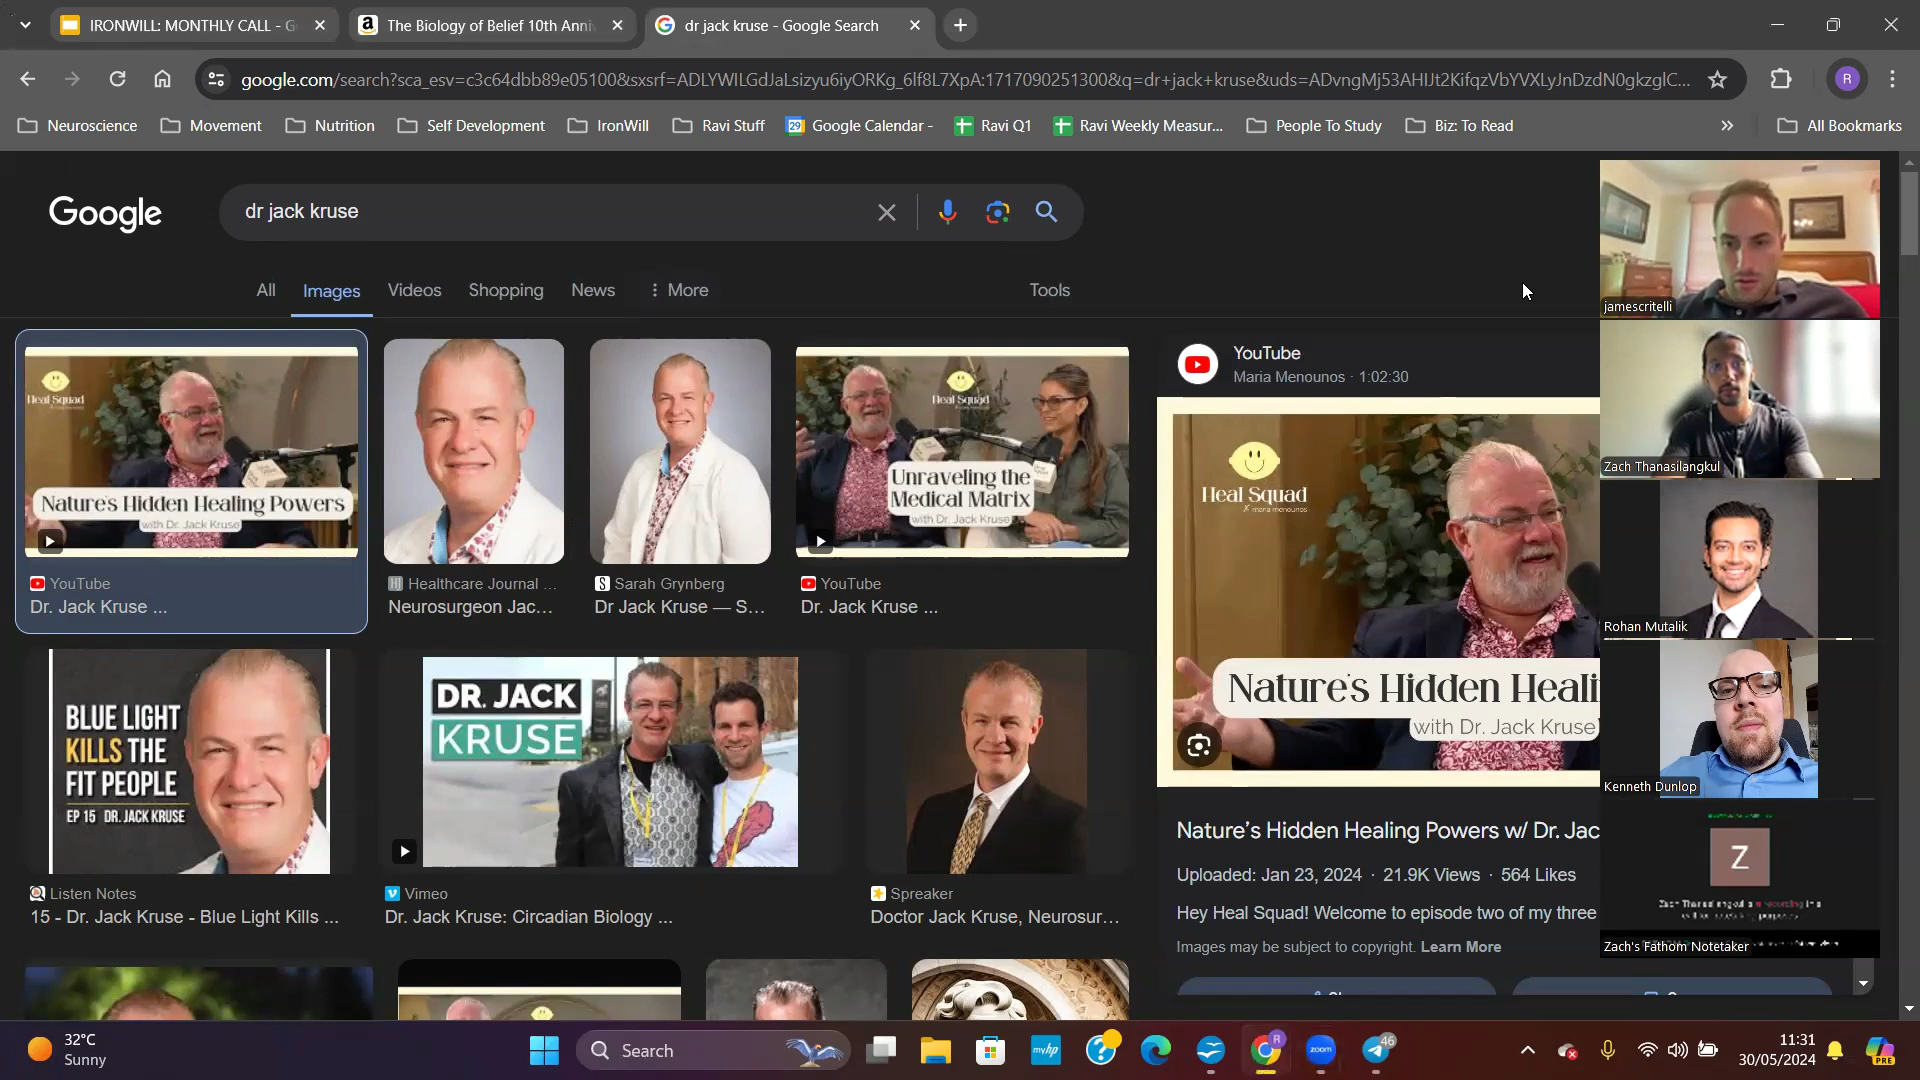 IRONWILL: MONTHLY CALL - G
The Biology of Belief 10th Anni
dr jack kruse - Google Search
google.com/search?sca_esv=c3c64dbb89e05100&sxsrf=ADLYWILGdJaLsizyu6iyORKg_6lf8L7XpA:1717090251300&q=dr+jack+kruse&uds=ADvngMj53AHIJt2KifqzVbYVXLyJnDzdN0gkzglC...
R
Neuroscience
Movement
Nutrition
Self Development
IronWill
Ravi Stuff
Google Calendar -
Ravi Q1
Ravi Weekly Measur...
People To Study
Biz: To Read
All Bookmarks
Google
dr jack kruse
All
Images
Videos
Shopping
News
More
Tools
Heal Squad
Nature's Hidden Healing Powers
with Dr. Jack Kruse
YouTube
Dr. Jack Kruse ...
Healthcare Journal ...
Neurosurgeon Jac...
Sarah Grynberg
Dr Jack Kruse — S...
Heal Squad
Unraveling the
Medical Matrix
with Dr. Jack Kruse
YouTube
Dr. Jack Kruse ...
BLUE LIGHT
KILLS THE
FIT PEOPLE
EP 15 DR. JACK KRUSE
Listen Notes
15 - Dr. Jack Kruse - Blue Light Kills ...
DR. JACK
KRUSE
Vimeo
Dr. Jack Kruse: Circadian Biology ...
Spreaker
Doctor Jack Kruse, Neurosur...
YouTube
Maria Menounos · 1:02:30
Heal Squad
x maria menounos
Nature's Hidden Heali
with Dr. Jack Kruse
Nature's Hidden Healing Powers w/ Dr. Jac
Uploaded: Jan 23, 2024 · 21.9K Views · 564 Likes
Hey Heal Squad! Welcome to episode two of my three
Images may be subject to copyright. Learn More
jamescritelli
Zach Thanasilangkul
Rohan Mutalik
Kenneth Dunlop
Z
Zach's Fathom Notetaker
32°C
Sunny
Search
myhp
zoom
46
11:31
30/05/2024
PRE